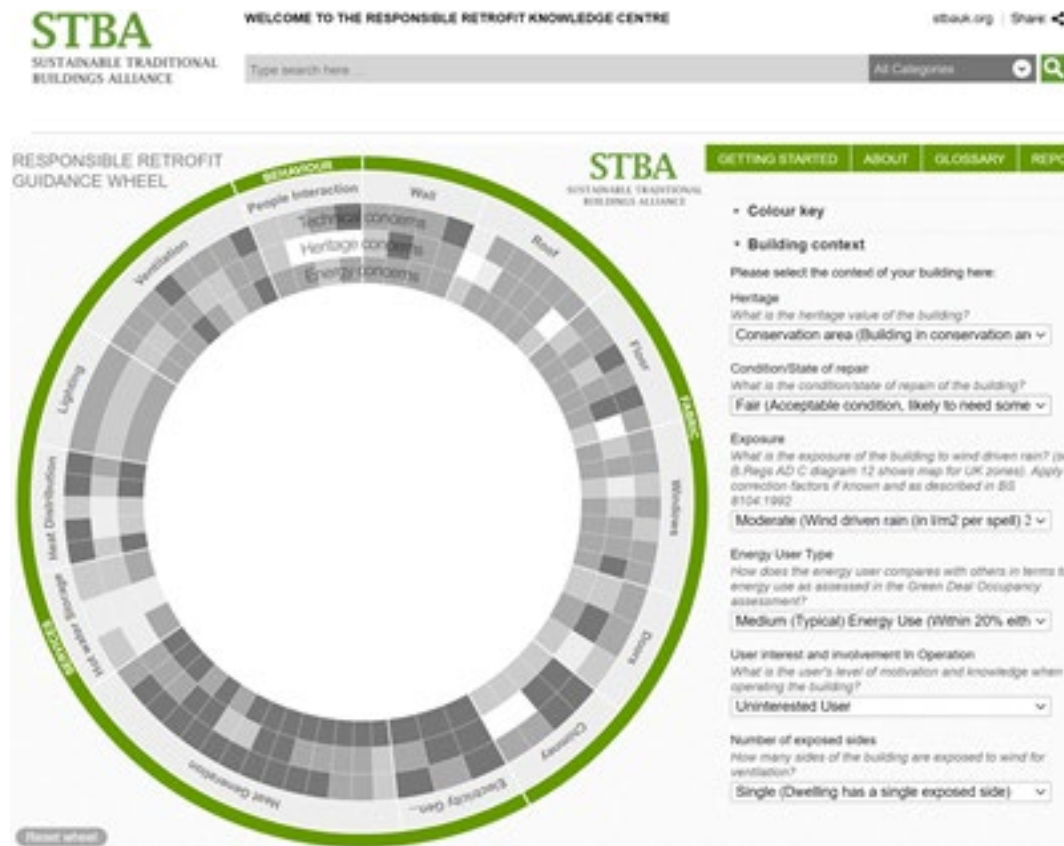 STBA
SUSTAINABLE TRADITIONAL
BUILDINGS ALLIANCE
WELCOME TO THE RESPONSIBLE RETROFIT KNOWLEDGE CENTRE
stbauk.org | Share:
Type search here ...
All Categories
RESPONSIBLE RETROFIT
GUIDANCE WHEEL
STBA
SUSTAINABLE TRADITIONAL
BUILDINGS ALLIANCE
GETTING STARTED
ABOUT
GLOSSARY
REPO
BEHAVIOUR
People Interaction
Wall
Technical concerns
Heritage concerns
Energy concerns
Roof
Floor
FABRIC
Windows
Doors
Chimney
Electricity Gen...
Heat Generation
SERVICES
Hot water Storage
Heat Distribution
Lighting
Ventilation
• Colour key
• Building context
Please select the context of your building here:
Heritage
What is the heritage value of the building?
Conservation area (Building in conservation an
Condition/State of repair
What is the condition/state of repair of the building?
Fair (Acceptable condition, likely to need some
Exposure
What is the exposure of the building to wind driven rain? (
B.Regs AD C diagram 12 shows map for UK zones). Apply
correction factors if known and as described in BS
8104:1992
Moderate (Wind driven rain (in l/m2 per spell) 3
Energy User Type
How does the energy user compares with others in terms
energy use as assessed in the Green Deal Occupancy
assessment?
Medium (Typical) Energy Use (Within 20% eith
User interest and involvement In Operation
What is the user's level of motivation and knowledge when
operating the building?
Uninterested User
Number of exposed sides
How many sides of the building are exposed to wind for
ventilation?
Single (Dwelling has a single exposed side)
Reset wheel